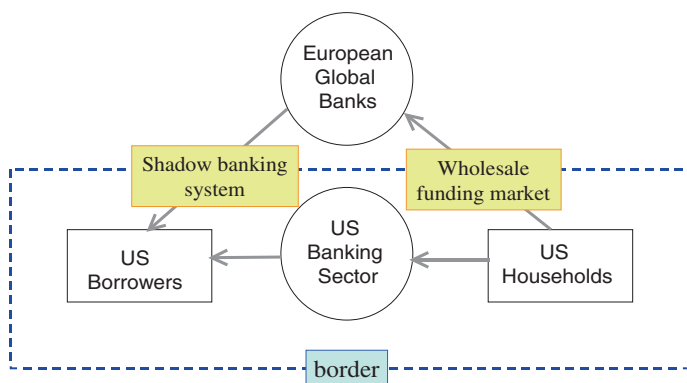 European
Global
Banks
Shadow banking
system
Wholesale
funding market
US
Borrowers
US
Banking
Sector
US
Households
border